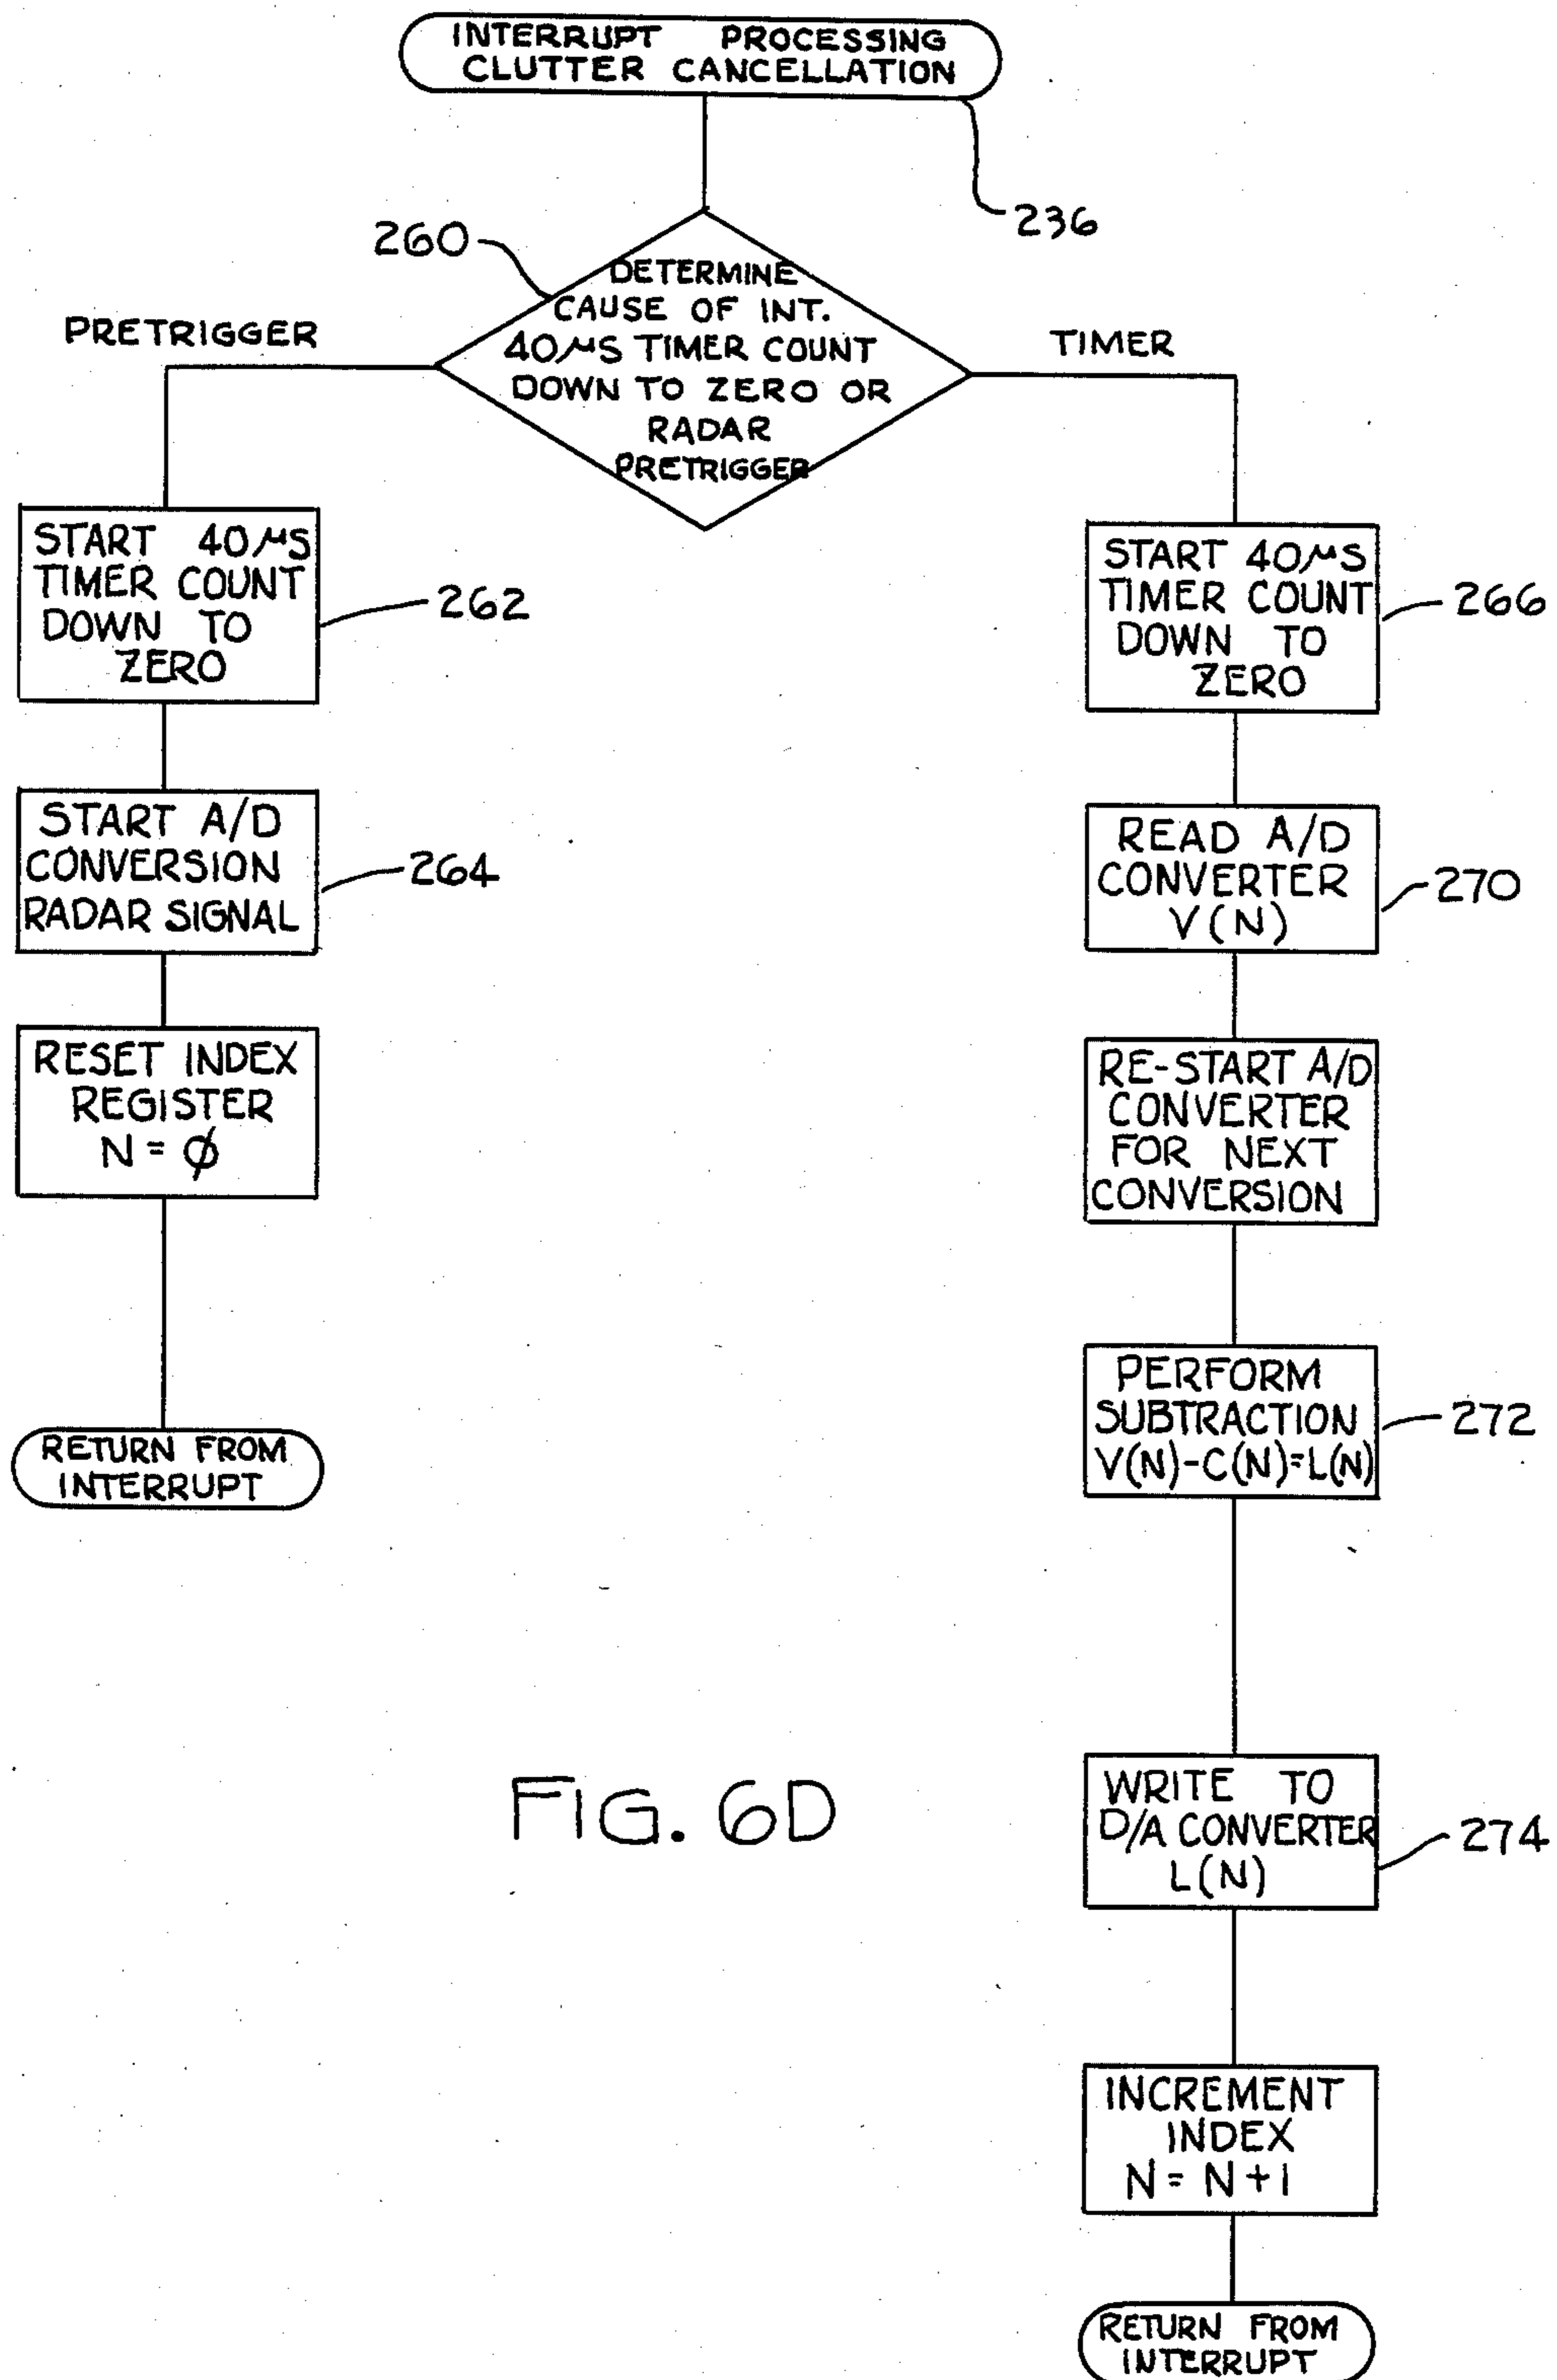 INTERRUPT PROCESSING
CLUTTER CANCELLATION
236
260
DETERMINE
CAUSE OF INT.
40μS TIMER COUNT
DOWN TO ZERO OR
RADAR
PRETRIGGER
PRETRIGGER
TIMER
START 40μS
TIMER COUNT
DOWN TO
ZERO
262
START A/D
CONVERSION
RADAR SIGNAL
264
RESET INDEX
REGISTER
N = ϕ
RETURN FROM
INTERRUPT
START 40μS
TIMER COUNT
DOWN TO
ZERO
266
READ A/D
CONVERTER
V(N)
270
RE-START A/D
CONVERTER
FOR NEXT
CONVERSION
PERFORM
SUBTRACTION
V(N)-C(N)=L(N)
272
WRITE TO
D/A CONVERTER
L(N)
274
INCREMENT
INDEX
N = N+1
RETURN FROM
INTERRUPT
FIG. 6D